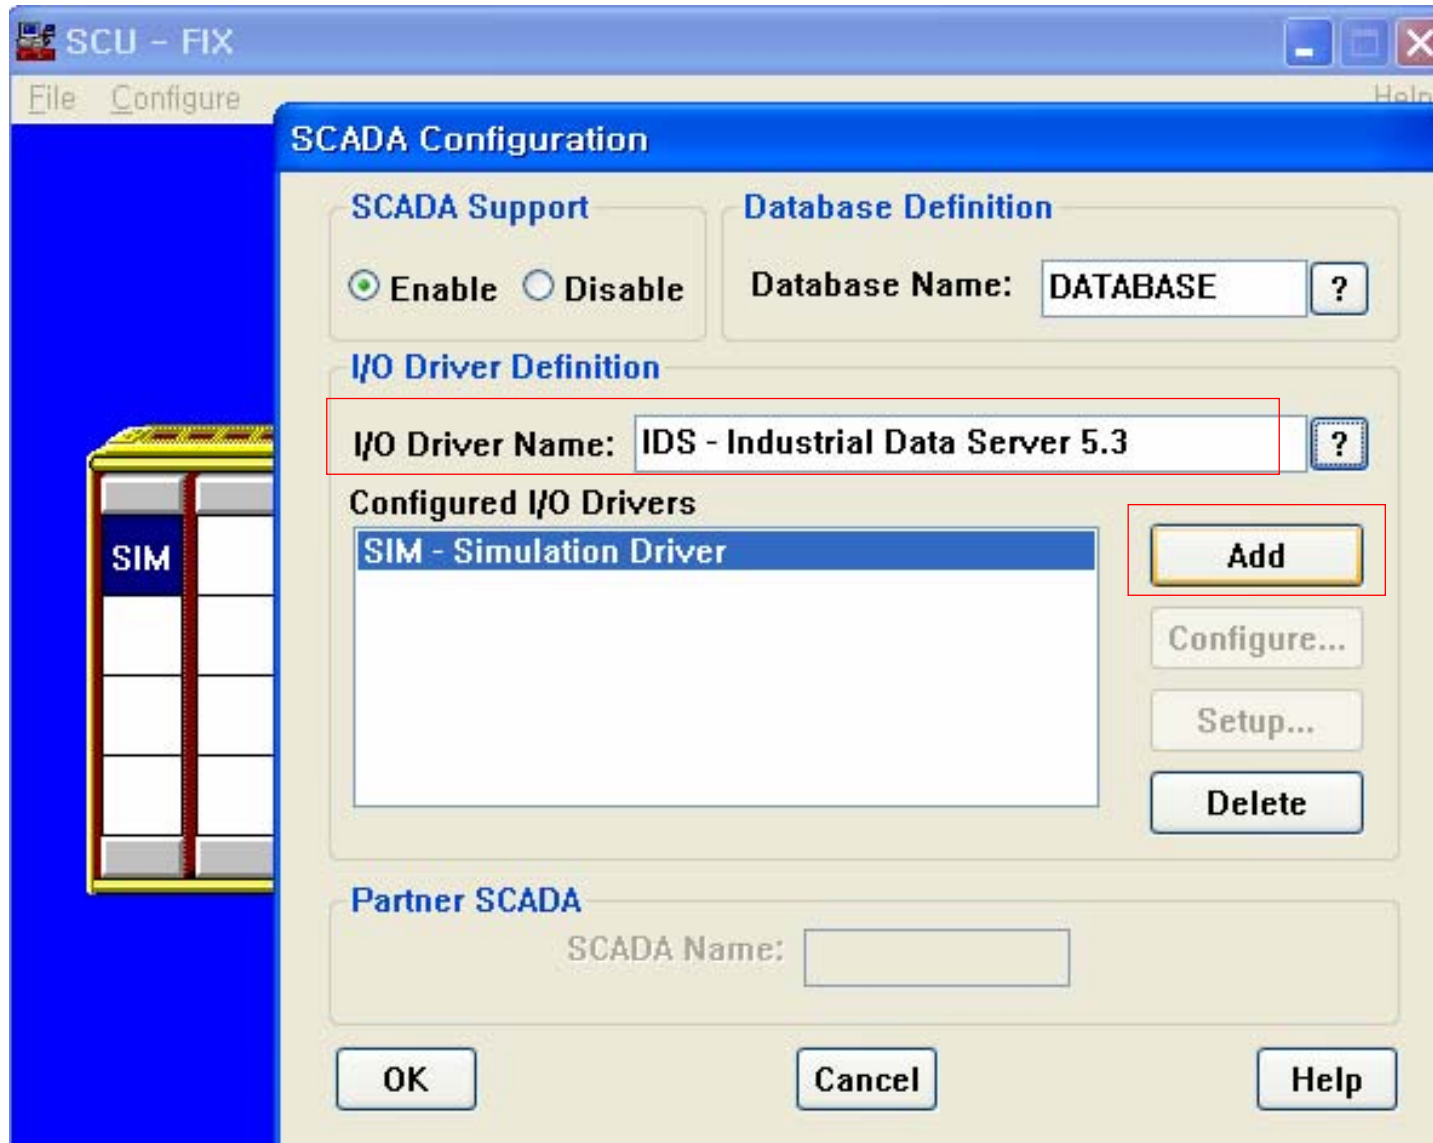 SCU - FIX
File Configure Help
SCADA Configuration
SCADA Support
Database Definition
Enable Disable
Database Name: DATABASE ?
I/O Driver Definition
I/O Driver Name: IDS - Industrial Data Server 5.3 ?
Configured I/O Drivers
SIM - Simulation Driver
SIM
Add
Configure...
Setup...
Delete
Partner SCADA
SCADA Name:
OK Cancel Help